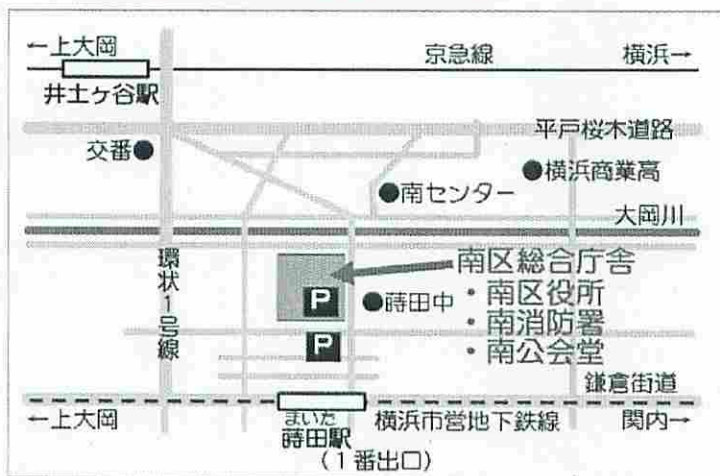 ←上大岡
京急線
横浜→
井土ヶ谷駅
平戸桜木道路
交番●
●横浜商業高
●南センター
大岡川
環状1号線
南区総合庁舎
・南区役所
・南消防署
・南公会堂
P
●蒔田中
P
鎌倉街道
←上大岡
まいた
蒔田駅
横浜市営地下鉄線
関内→
(1番出口)